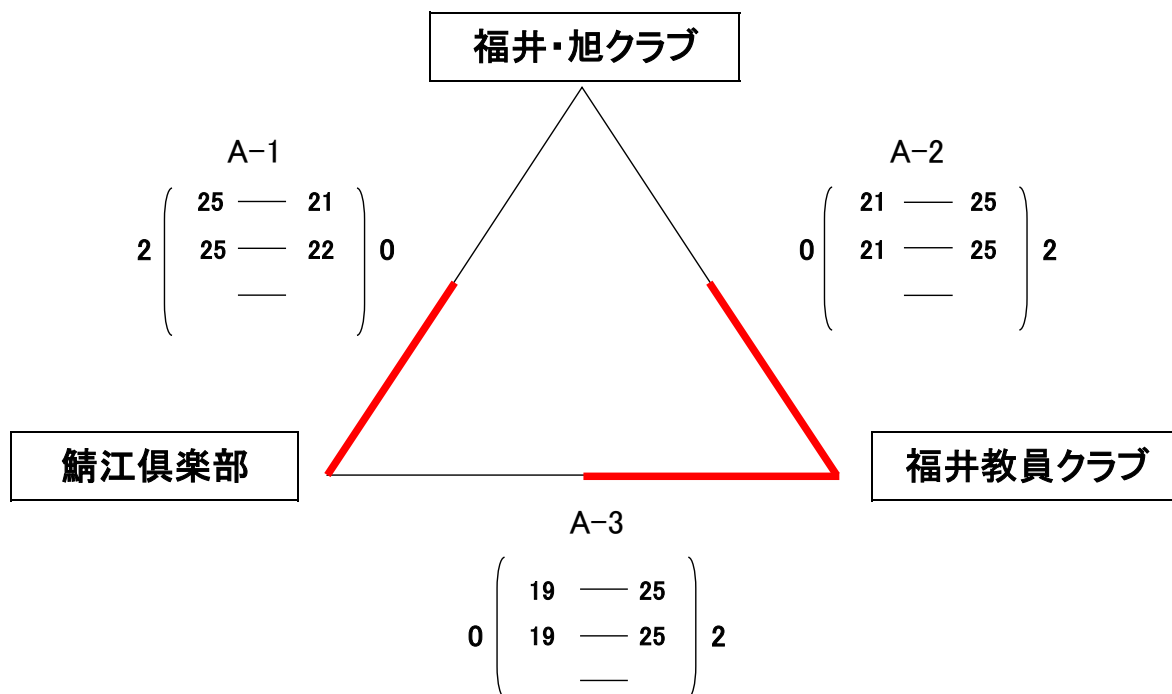 福井・旭クラブ
A-1
A-2
25 — 21
21 — 25
2 25 — 22 0
0 21 — 25 2
—
—
鯖江倶楽部
福井教員クラブ
A-3
19 — 25
0 19 — 25 2
—